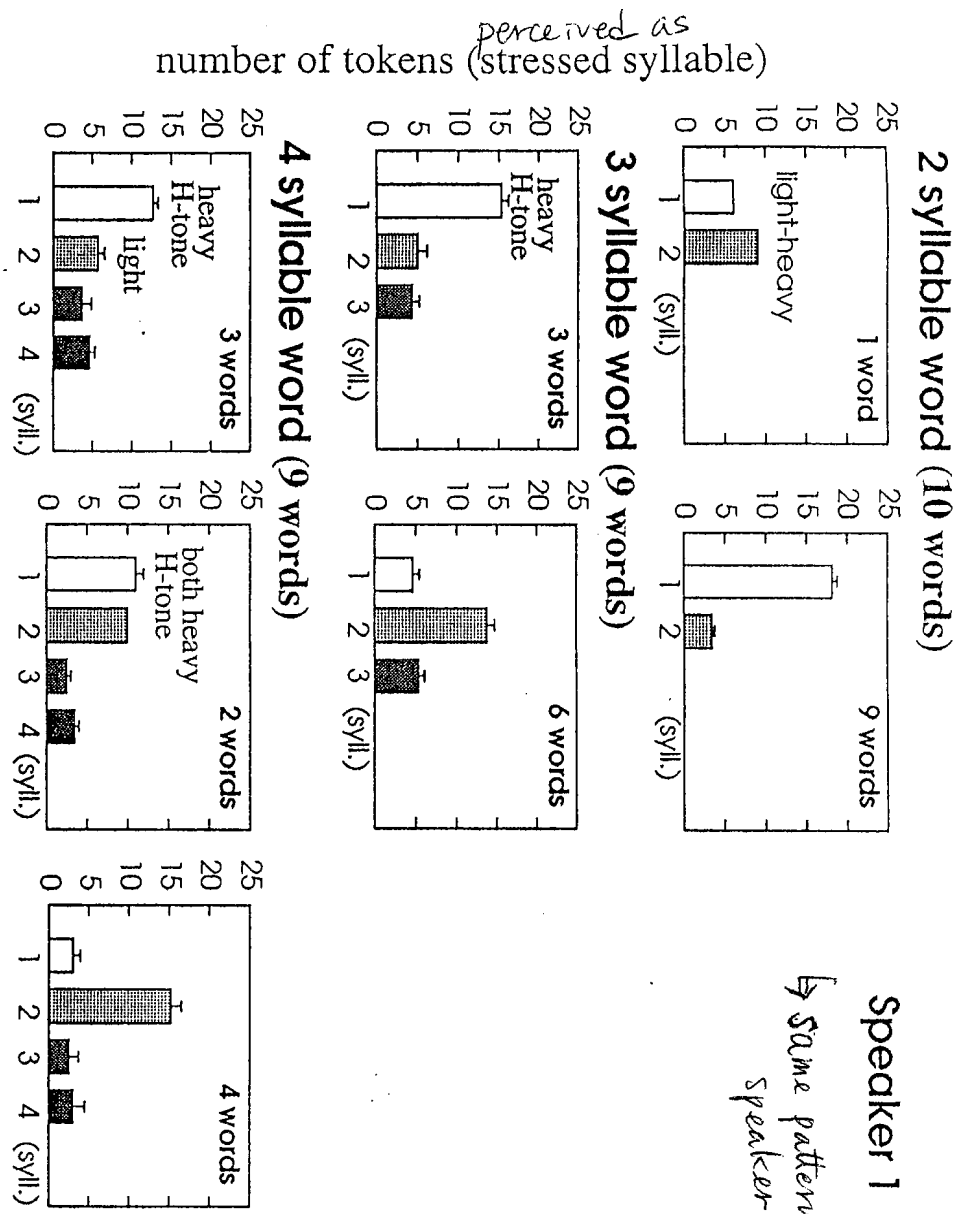 Speaker 1
↳ Same pattern
speaker
perceived as
number of tokens (stressed syllable)
2 syllable word (10 words)
25
20
15
10
5
0
light-heavy
1 word
1 2 (syll.)
25
20
15
10
5
0
9 words
1 2 (syll.)
3 syllable word (9 words)
25
20
15
10
5
0
heavy
H-tone
3 words
1 2 3 (syll.)
25
20
15
10
5
0
6 words
1 2 3 (syll.)
4 syllable word (9 words)
25
20
15
10
5
0
heavy
H-tone
light
3 words
1 2 3 4 (syll.)
25
20
15
10
5
0
both heavy
H-tone
2 words
1 2 3 4 (syll.)
25
20
15
10
5
0
4 words
1 2 3 4 (syll.)